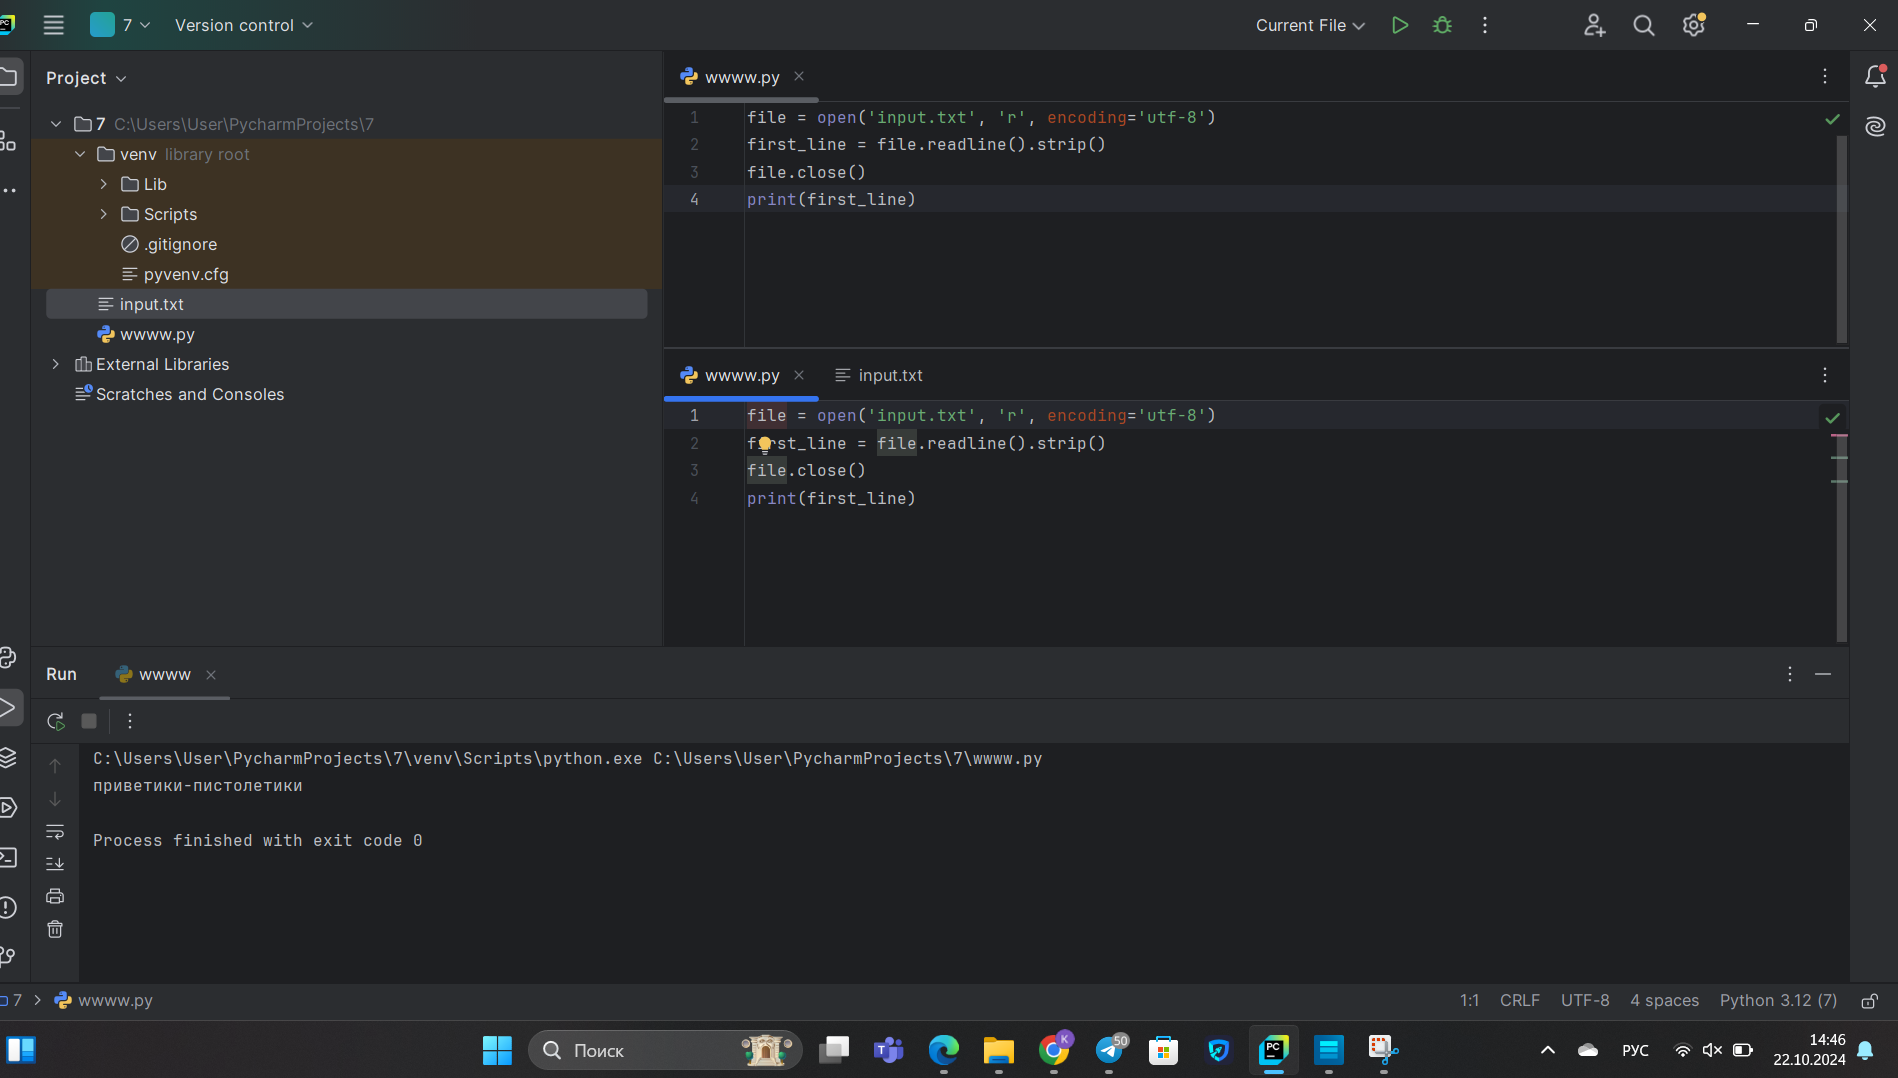 7
Version control
Current File
Project
7 C:\Users\User\PycharmProjects\7
venv library root
Lib
Scripts
.gitignore
pyvenv.cfg
input.txt
wwww.py
External Libraries
Scratches and Consoles
wwww.py
1 file = open('input.txt', 'r', encoding='utf-8')
2 first_line = file.readline().strip()
3 file.close()
4 print(first_line)
wwww.py input.txt
1 file = open('input.txt', 'r', encoding='utf-8')
2 first_line = file.readline().strip()
3 file.close()
4 print(first_line)
Run wwww
C:\Users\User\PycharmProjects\7\venv\Scripts\python.exe C:\Users\User\PycharmProjects\7\wwww.py
приветики-пистолетики
Process finished with exit code 0
7 wwww.py
1:1 CRLF UTF-8 4 spaces Python 3.12 (7)
Поиск
K
50
PC
РУС
14:46
22.10.2024